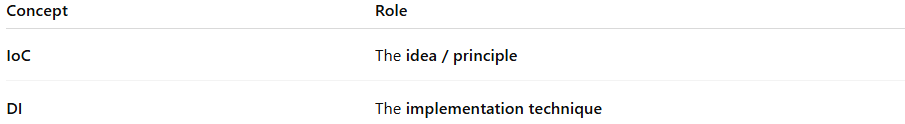 Concept Role
IoC The idea / principle
DI The implementation technique